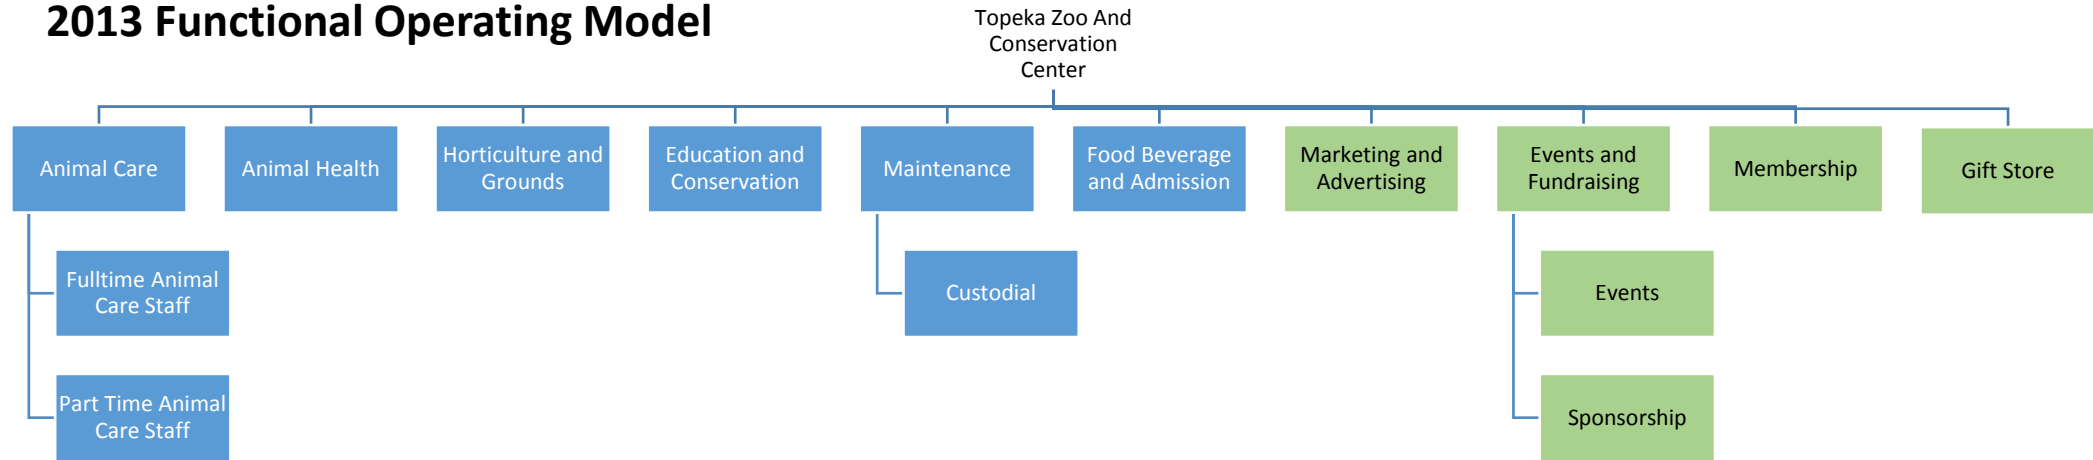 2013 Functional Operating Model
Topeka Zoo And
Conservation
Center
Animal Care
Animal Health
Horticulture and
Grounds
Education and
Conservation
Maintenance
Food Beverage
and Admission
Marketing and
Advertising
Events and
Fundraising
Membership
Gift Store
Fulltime Animal
Care Staff
Custodial
Events
Part Time Animal
Care Staff
Sponsorship